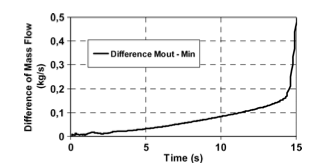 Difference of Mass Flow
(kg/s)
0,5
0,4
0,3
0,2
0,1
0
Difference Mout - Min
0
5
10
15
Time (s)